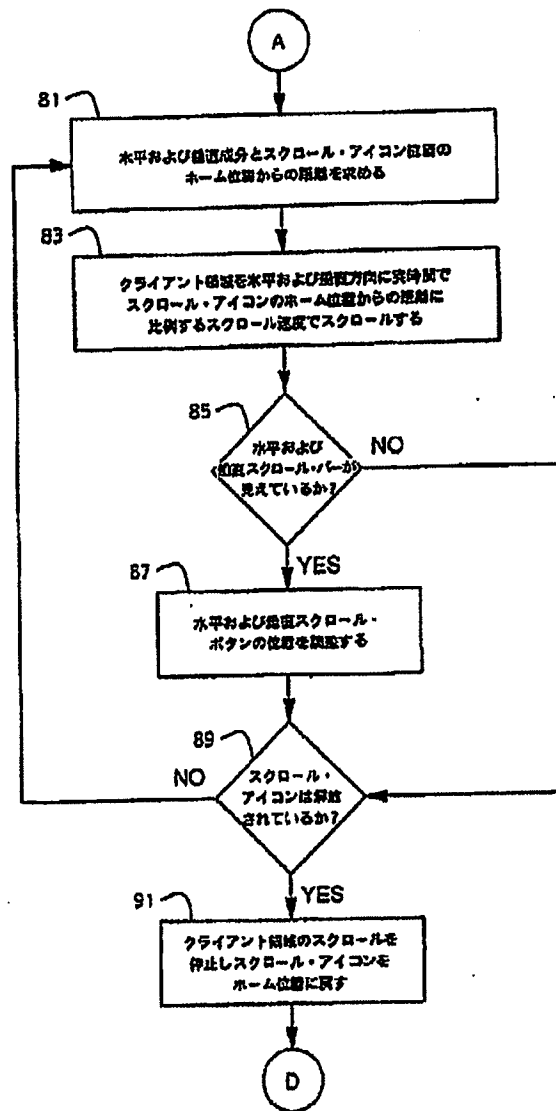 A
81
水平および垂直成分とスクロール・アイコン位置の
ホーム位置からの距離を求める
83
クライアント領域を水平および垂直方向に実時間で
スクロール・アイコンのホーム位置からの距離に
比例するスクロール速度でスクロールする
85
水平および
垂直スクロール・バーが
見えているか?
NO
YES
87
水平および垂直スクロール・
ボタンの位置を調整する
89
NO
スクロール・
アイコンは解放
されているか?
YES
91
クライアント領域のスクロールを
停止しスクロール・アイコンを
ホーム位置に戻す
D